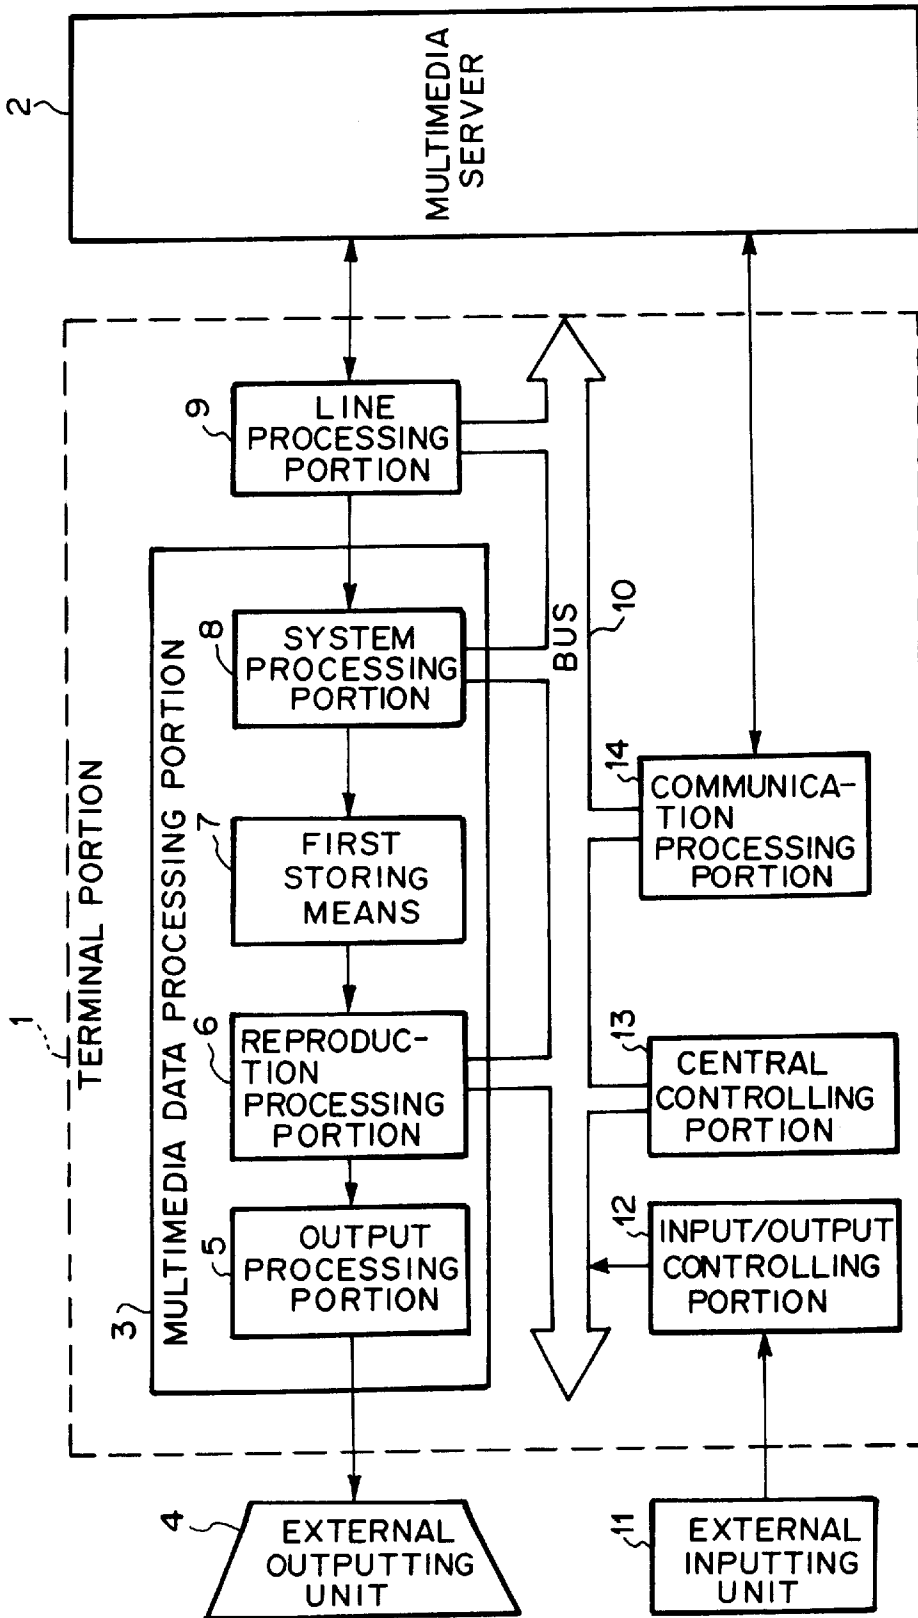 1
TERMINAL PORTION
2
MULTIMEDIA
SERVER
3
MULTIMEDIA DATA PROCESSING PORTION
4
EXTERNAL
OUTPUTTING
UNIT
5
OUTPUT
PROCESSING
PORTION
6
REPRODUC-
TION
PROCESSING
PORTION
7
FIRST
STORING
MEANS
8
SYSTEM
PROCESSING
PORTION
9
LINE
PROCESSING
PORTION
BUS
10
11
EXTERNAL
INPUTTING
UNIT
12
INPUT/OUTPUT
CONTROLLING
PORTION
13
CENTRAL
CONTROLLING
PORTION
14
COMMUNICA-
TION
PROCESSING
PORTION